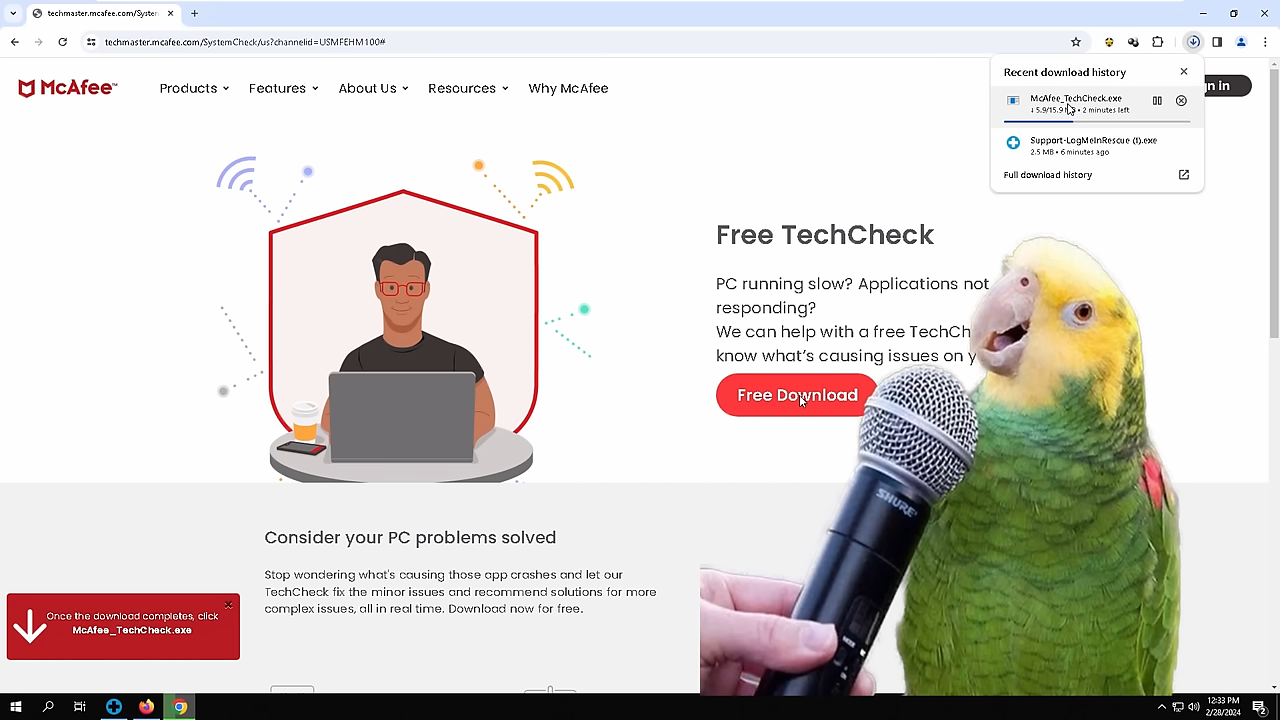 techmaster.mcafee.com/System
techmaster.mcafee.com/SystemCheck/us?channelid=USMFEHM100#
McAfee™
Products
Features
About Us
Resources
Why McAfee
gn in
Recent download history
McAfee_TechCheck.exe
2 minutes left
Support-LogMeInRescue (1).exe
2.5 MB • 6 minutes ago
Full download history
Free TechCheck
PC running slow? Applications not
responding?
We can help with a free TechCh
know what's causing issues on y
Free Download
SHURE
Consider your PC problems solved
Stop wondering what's causing those app crashes and let our
TechCheck fix the minor issues and recommend solutions for more
complex issues, all in real time. Download now for free.
Once the download completes, click
McAfee_TechCheck.exe
12:33 PM
2/28/2024
2